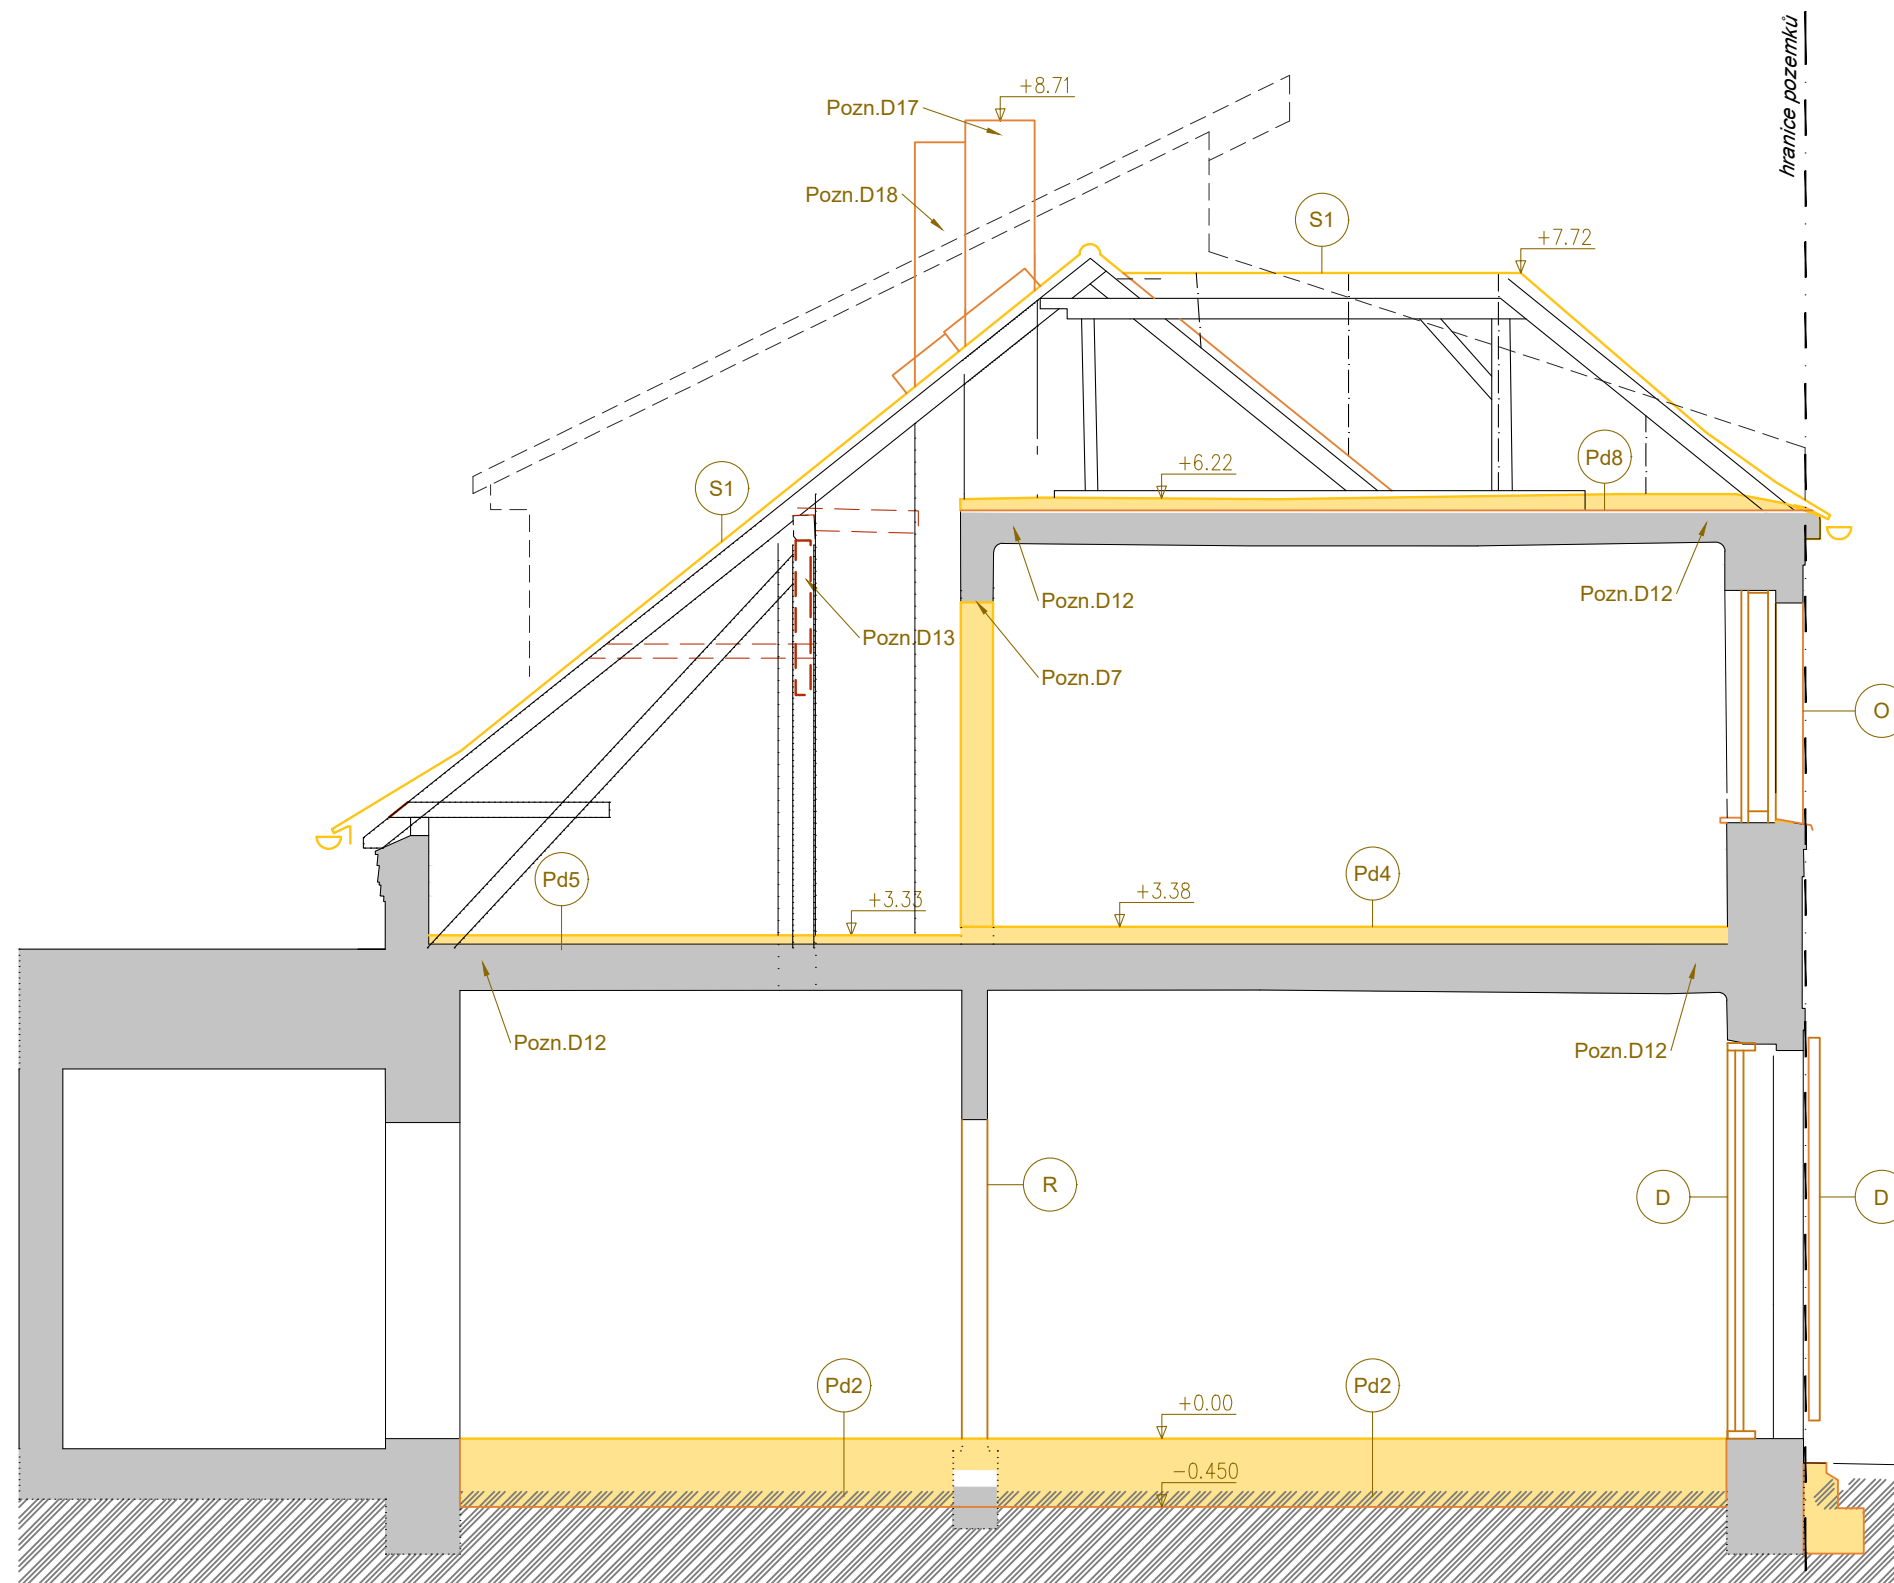 hranice pozemků
+8.71
Pozn.D17
Pozn.D18
S1
+7.72
+6.22
Pd8
S1
Pozn.D12
Pozn.D12
Pozn.D13
Pozn.D7
O
Pd5
Pd4
+3.33
+3.38
Pozn.D12
Pozn.D12
R
D
D
Pd2
Pd2
+0.00
-0.450